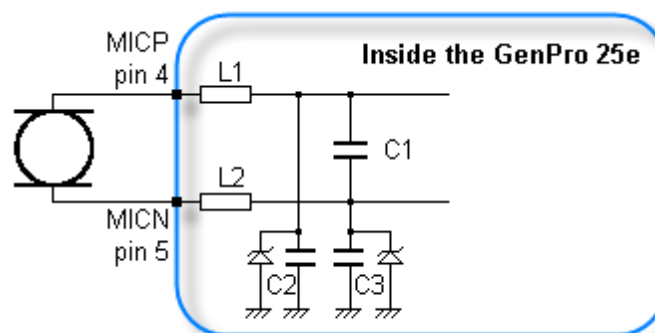 MICP
pin 4
Inside the GenPro 25e
L1
C1
L2
MICN
pin 5
C2
C3